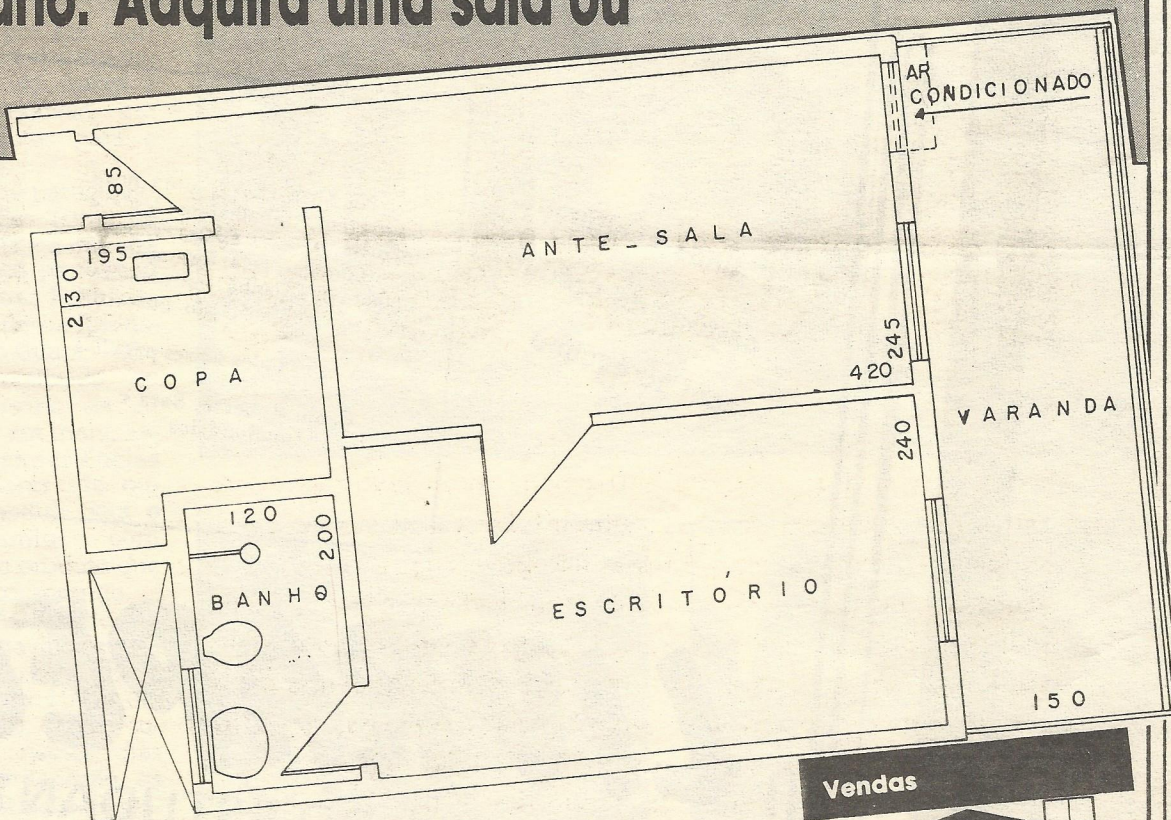 Adquira uma sala ou
AR
CONDICIONADO
85
195
230
ANTE_SALA
COPA
245
420
240
VARANDA
120
200
BANHO
ESCRITÓRIO
150
Vendas